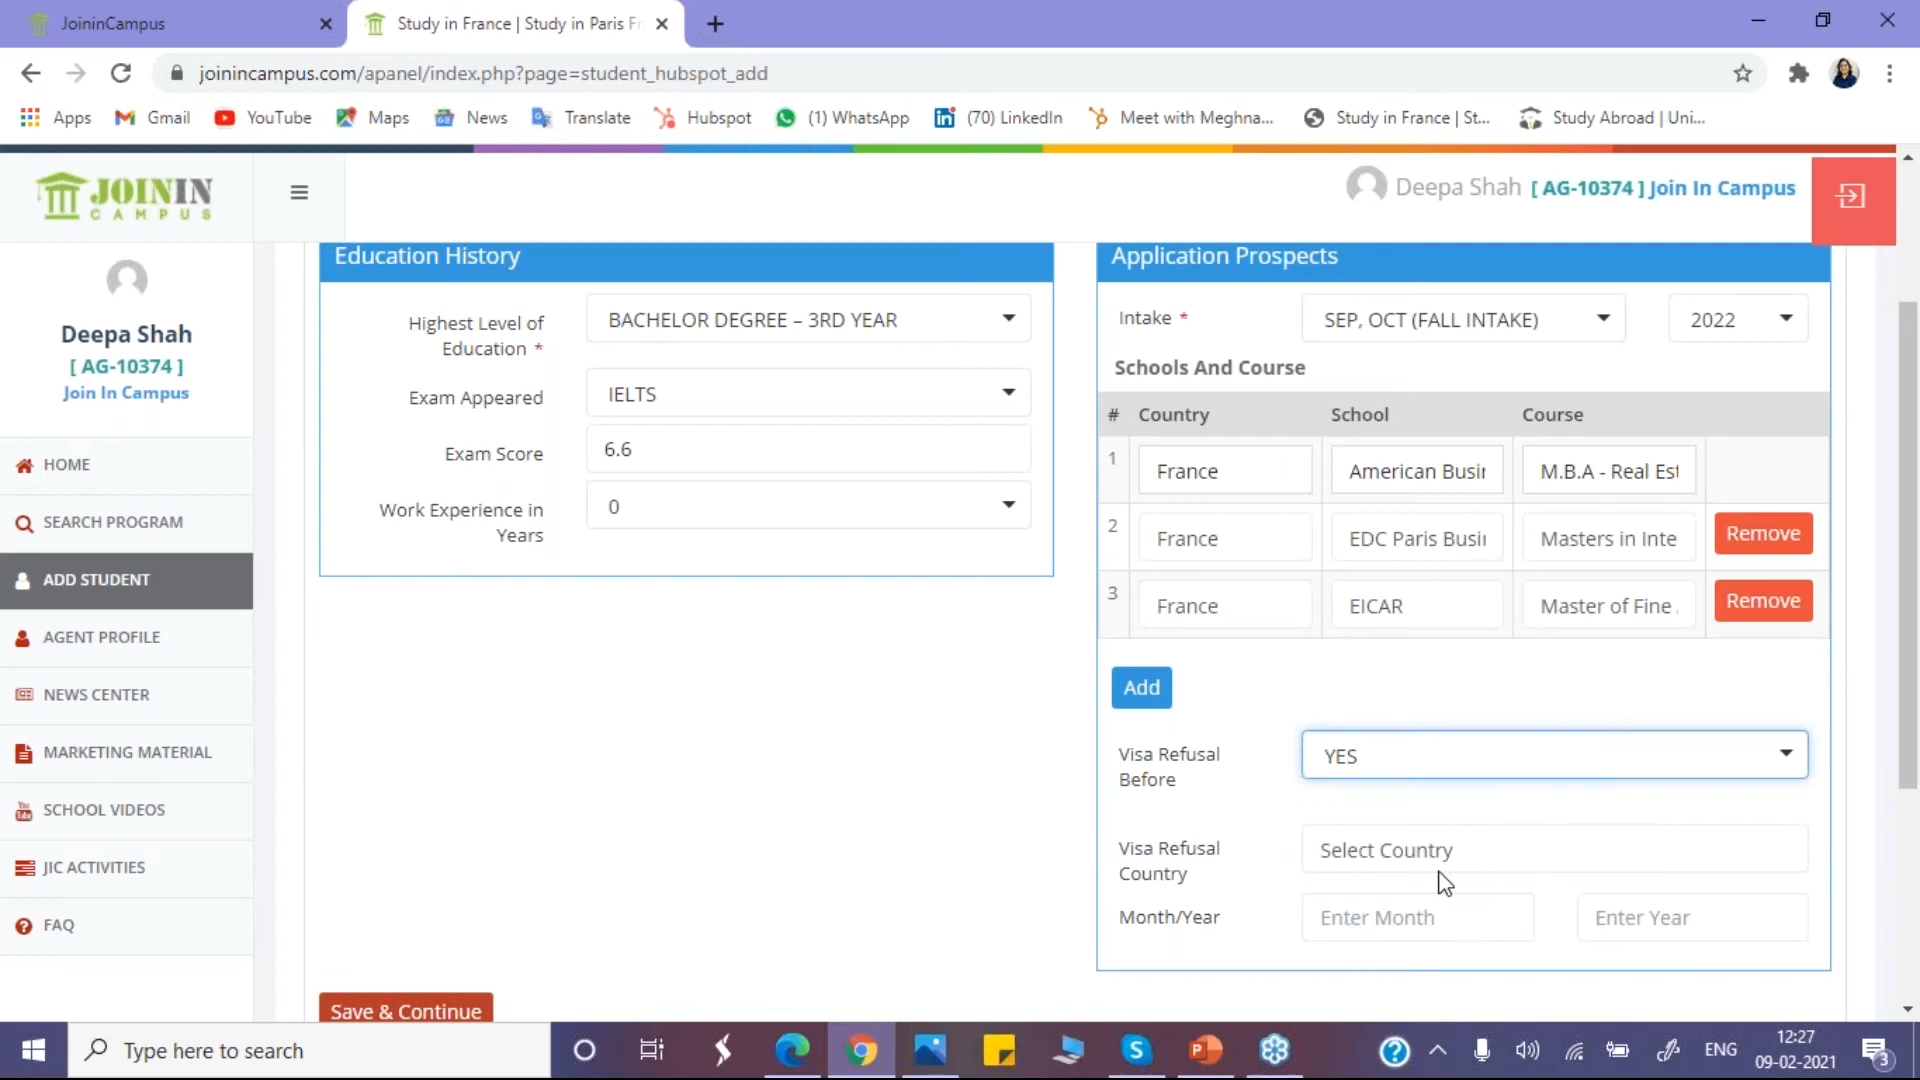 JoininCampus
Study in France | Study in Paris Fr
joinincampus.com/apanel/index.php?page=student_hubspot_add
Apps
Gmail
YouTube
Maps
News
Translate
Hubspot
(1) WhatsApp
(70) LinkedIn
Meet with Meghna...
Study in France | St...
Study Abroad | Uni...
JOININ
CAMPUS
Deepa Shah [ AG-10374 ] Join In Campus
Deepa Shah
[ AG-10374 ]
Join In Campus
HOME
SEARCH PROGRAM
ADD STUDENT
AGENT PROFILE
NEWS CENTER
MARKETING MATERIAL
SCHOOL VIDEOS
JIC ACTIVITIES
FAQ
Education History
Highest Level of
Education *
BACHELOR DEGREE – 3RD YEAR
Exam Appeared
IELTS
Exam Score
6.6
Work Experience in
Years
0
Save & Continue
Application Prospects
Intake *
SEP, OCT (FALL INTAKE)
2022
Schools And Course
# Country School Course
1 France American Busin M.B.A - Real Est
2 France EDC Paris Busin Masters in Inte Remove
3 France EICAR Master of Fine Remove
Add
Visa Refusal
Before
YES
Visa Refusal
Country
Select Country
Month/Year
Enter Month
Enter Year
Type here to search
ENG
12:27
09-02-2021
3